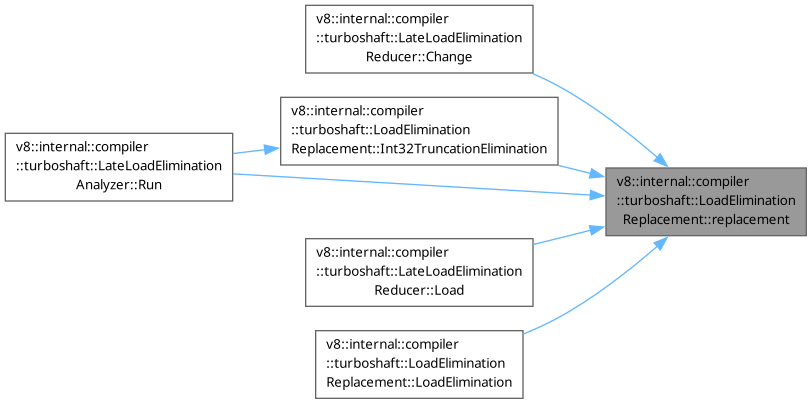 v8::internal::compiler
::turboshaft::LateLoadElimination
Reducer::Change
v8::internal::compiler
::turboshaft::LoadElimination
Replacement::Int32TruncationElimination
v8::internal::compiler
::turboshaft::LateLoadElimination
Analyzer::Run
v8::internal::compiler
::turboshaft::LoadElimination
Replacement::replacement
v8::internal::compiler
::turboshaft::LateLoadElimination
Reducer::Load
v8::internal::compiler
::turboshaft::LoadElimination
Replacement::LoadElimination